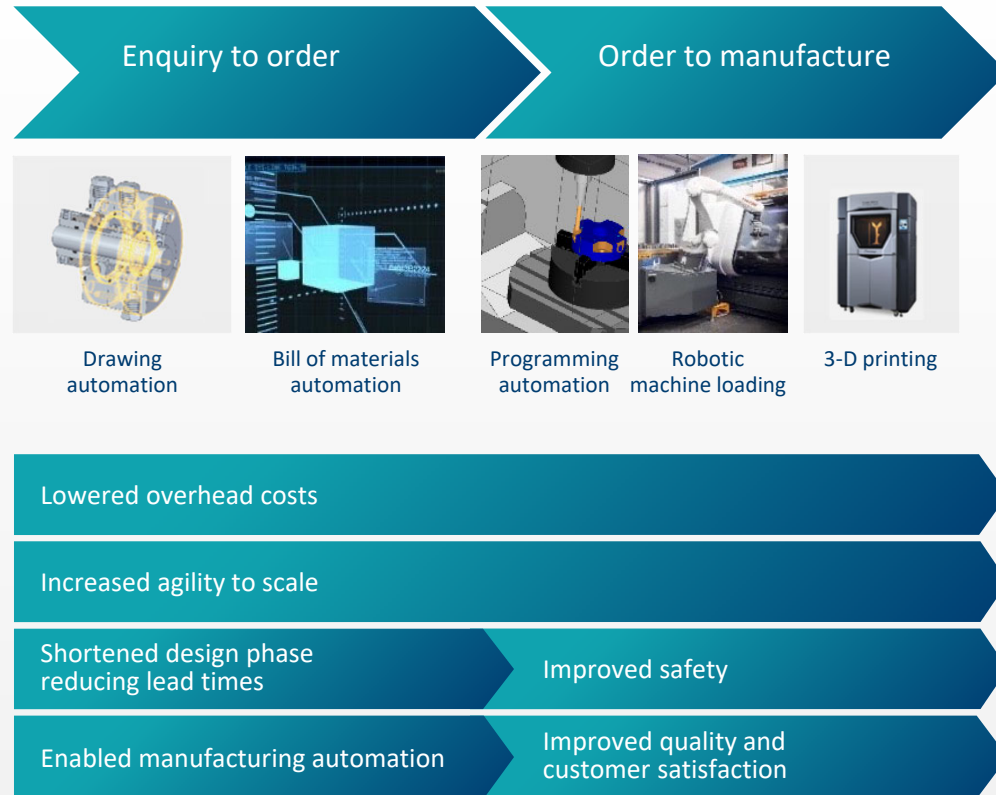 Enquiry to order
Order to manufacture
Drawing
automation
Bill of materials
automation
Programming
automation
Robotic
machine loading
3-D printing
Lowered overhead costs
Increased agility to scale
Shortened design phase
reducing lead times
Improved safety
Enabled manufacturing automation
Improved quality and
customer satisfaction